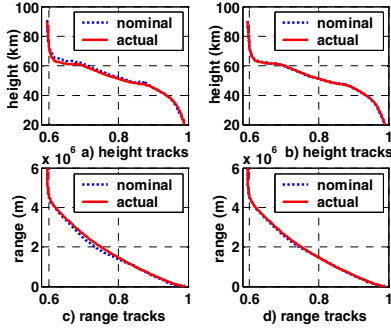 100
80
60
40
20
height (km)
nominal
actual
0.6
0.8
1
x 10^6
a) height tracks
100
80
60
40
20
height (km)
nominal
actual
0.6
0.8
1
x 10^6
b) height tracks
6
4
2
0
range (m)
nominal
actual
0.6
0.8
1
c) range tracks
6
4
2
0
range (m)
nominal
actual
0.6
0.8
1
d) range tracks